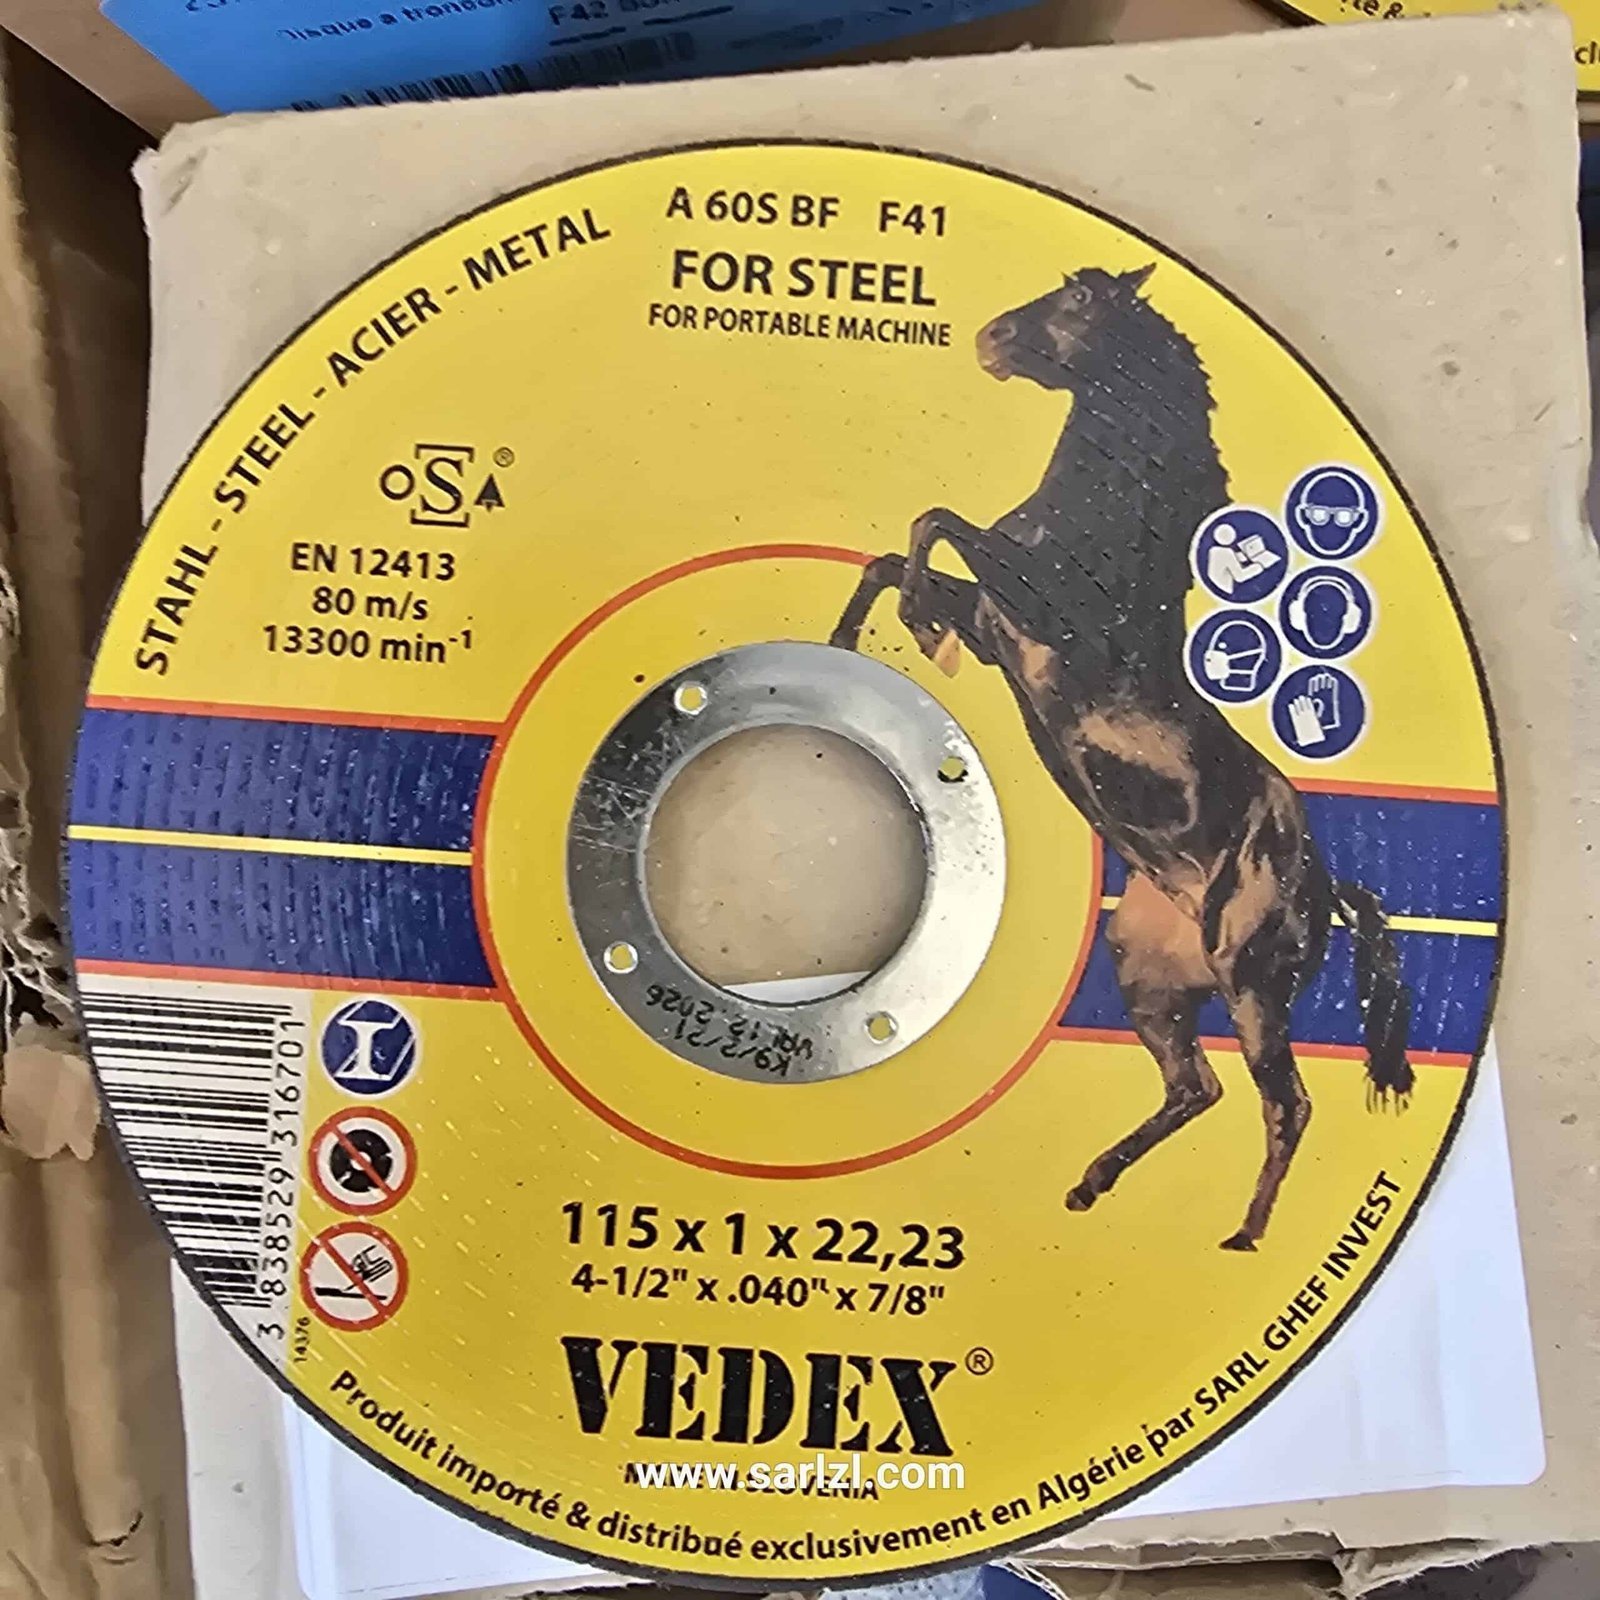 Disque à
F42
A 60S BF F41
FOR STEEL
FOR PORTABLE MACHINE
STAHL - STEEL - ACIER - METAL
OSA®
EN 12413
80 m/s
13300 min-1
K9/2/21
VAL 12.2026
3 838529 316701
14376
115 x 1 x 22,23
4-1/2" x .040" x 7/8"
VEDEX®
SLOVENIA
www.sarlzl.com
Produit importé & distribué exclusivement en Algérie par SARL GHEF INVEST